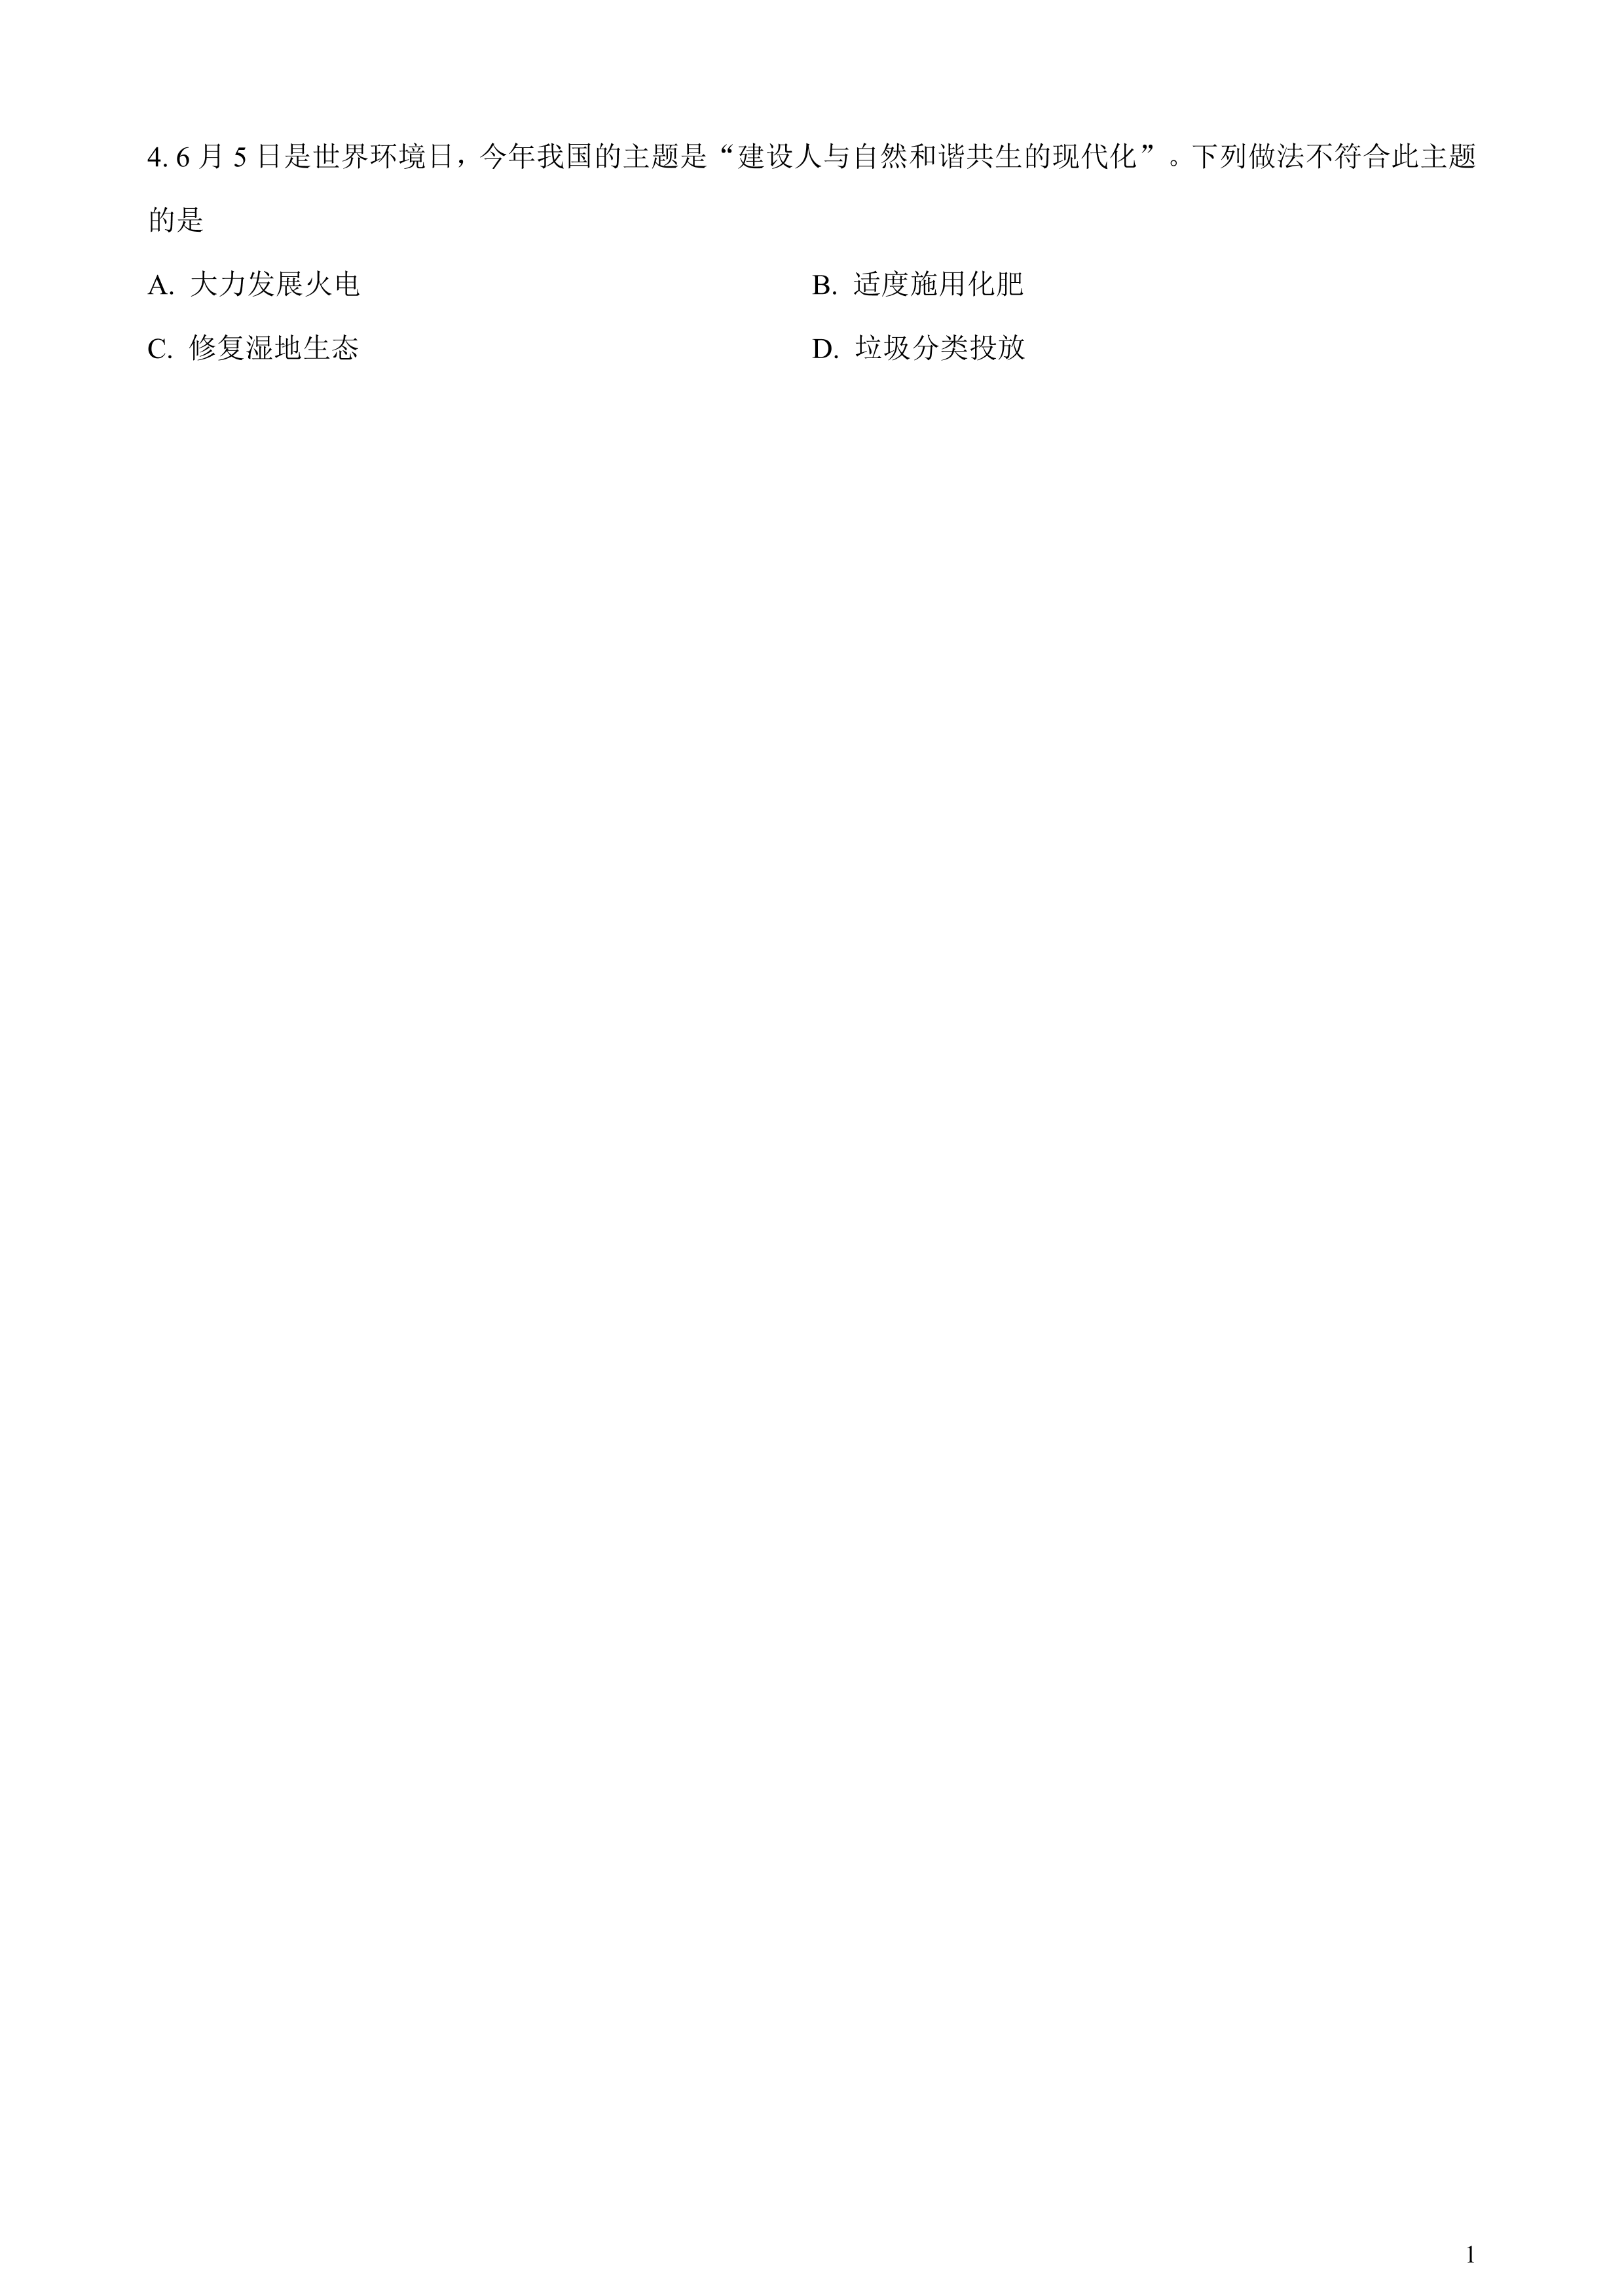 4. 6 月 5 日是世界环境日，今年我国的主题是“建设人与自然和谐共生的现代化”。下列做法不符合此主题
的是
A. 大力发展火电 B. 适度施用化肥
C. 修复湿地生态 D. 垃圾分类投放
1